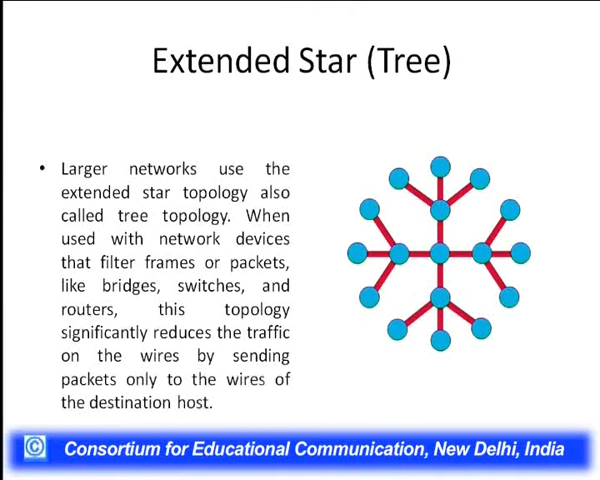 Extended Star (Tree)
• Larger networks use the
extended star topology also
called tree topology. When
used with network devices
that filter frames or packets,
like bridges, switches, and
routers, this topology
significantly reduces the traffic
on the wires by sending
packets only to the wires of
the destination host.
© Consortium for Educational Communication, New Delhi, India